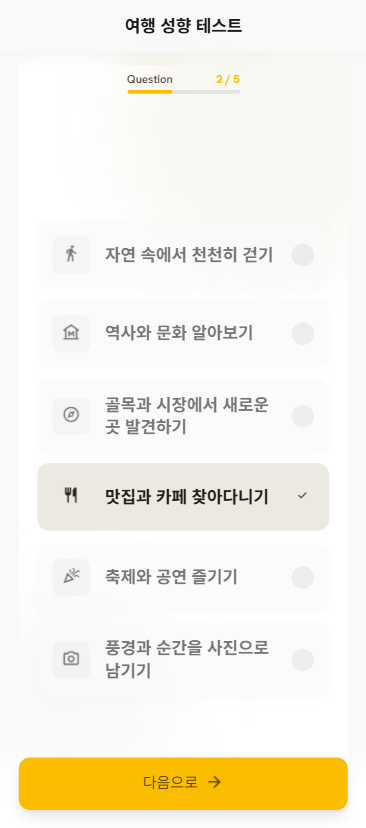 여행 성향 테스트
Question 2 / 5
자연 속에서 천천히 걷기
역사와 문화 알아보기
골목과 시장에서 새로운
곳 발견하기
맛집과 카페 찾아다니기
축제와 공연 즐기기
풍경과 순간을 사진으로
남기기
다음으로 →